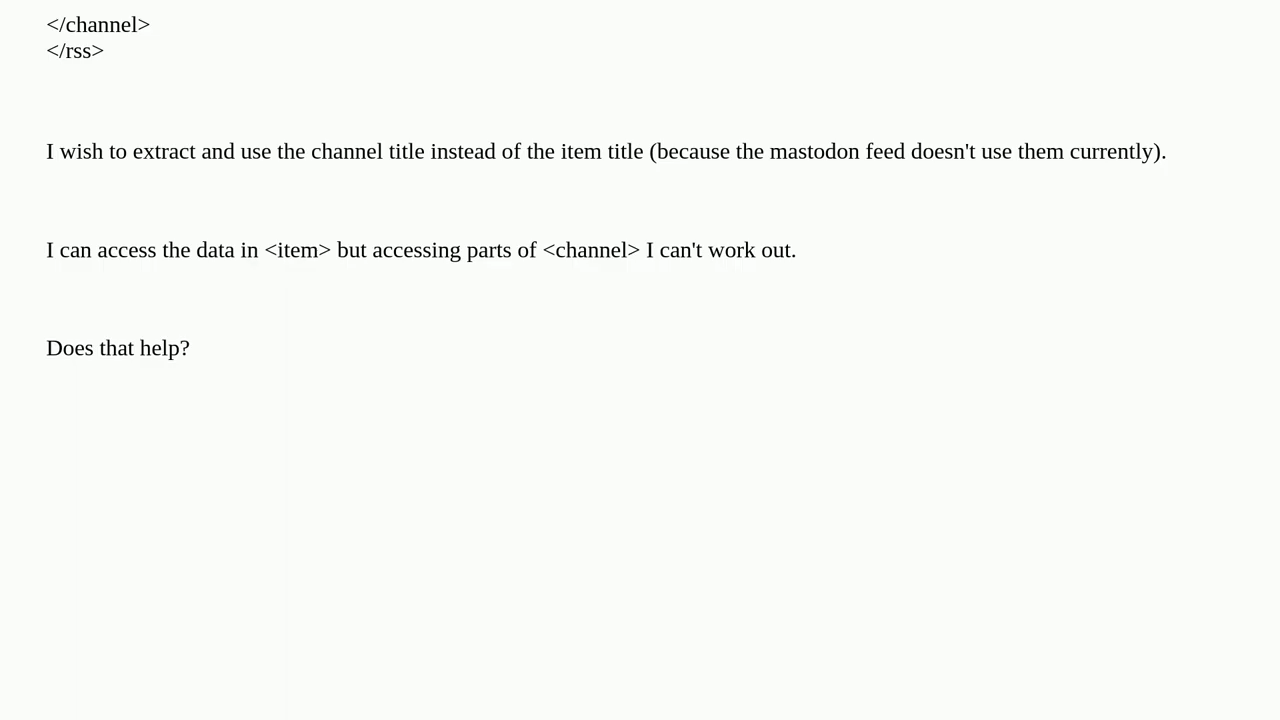 </channel>
</rss>
I wish to extract and use the channel title instead of the item title (because the mastodon feed doesn't use them currently).
I can access the data in <item> but accessing parts of <channel> I can't work out.
Does that help?